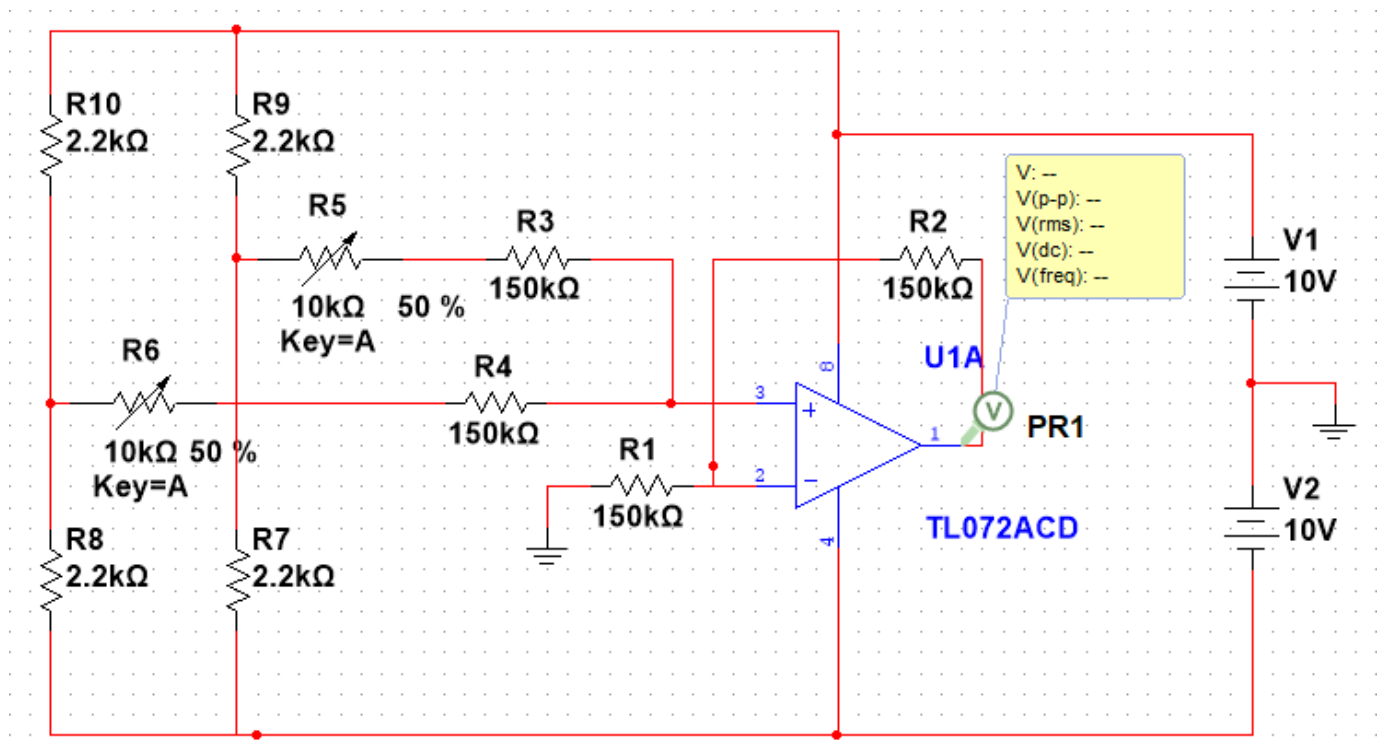 R10
2.2kΩ
R9
2.2kΩ
R5
10kΩ 50 %
Key=A
R3
150kΩ
R6
10kΩ 50 %
Key=A
R4
150kΩ
R1
150kΩ
R2
150kΩ
V: --
V(p-p): --
V(rms): --
V(dc): --
V(freq): --
V1
10V
U1A
8
3
+
2
−
1
4
V
PR1
TL072ACD
V2
10V
R8
2.2kΩ
R7
2.2kΩ